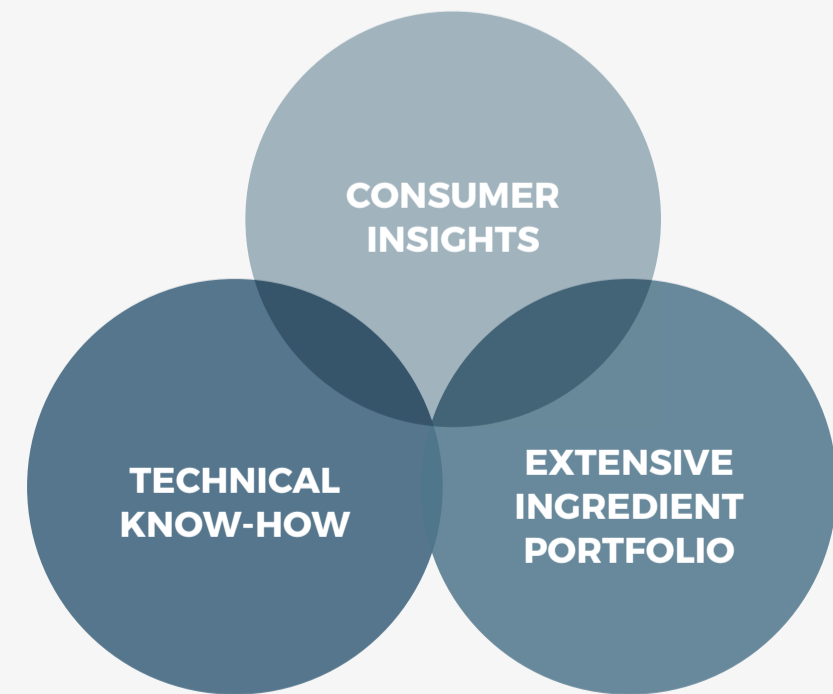 CONSUMER
INSIGHTS
TECHNICAL
KNOW-HOW
EXTENSIVE
INGREDIENT
PORTFOLIO